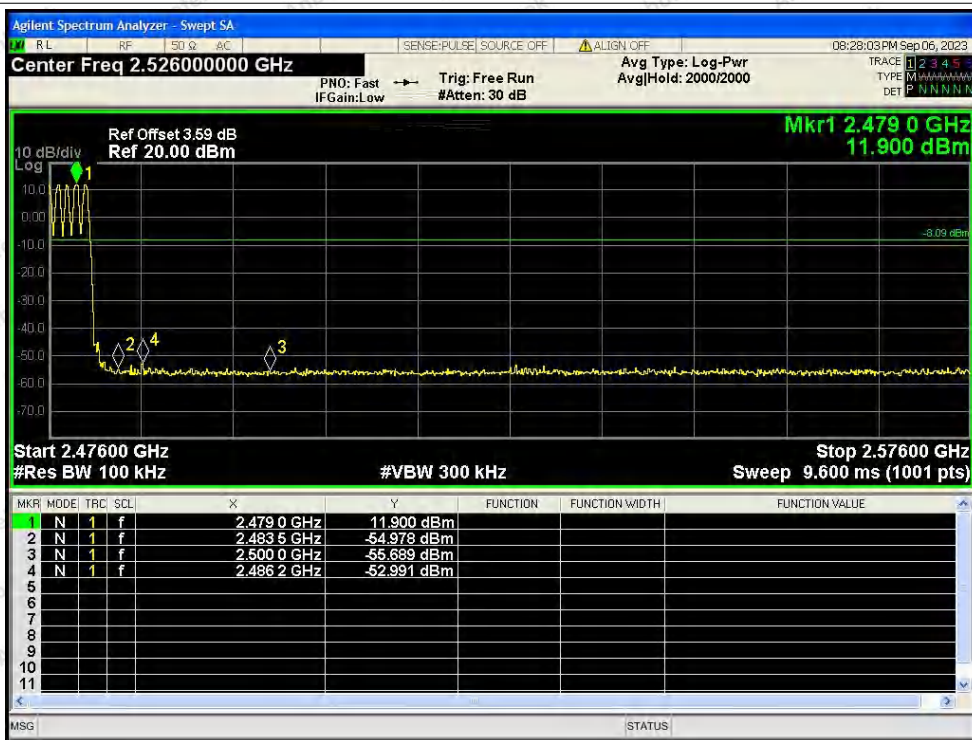 Agilent Spectrum Analyzer - Swept SA
RL RF 50 Ω AC SENSE:PULSE SOURCE OFF ALIGN OFF 08:28:03 PM Sep 06, 2023
Center Freq 2.526000000 GHz
PNO: Fast Trig: Free Run Avg Type: Log-Pwr TRACE 1 2 3 4 5
IFGain:Low #Atten: 30 dB Avg|Hold: 2000/2000 TYPE M
DET P N N N N N
Mkr1 2.479 0 GHz
11.900 dBm
Ref Offset 3.59 dB
10 dB/div Ref 20.00 dBm
Log
1
10.0
0.00
-8.09 dBm
-10.0
-20.0
-30.0
-40.0
2 4 3
-50.0
-60.0
-70.0
Start 2.47600 GHz Stop 2.57600 GHz
#Res BW 100 kHz #VBW 300 kHz Sweep 9.600 ms (1001 pts)
MKR MODE TRC SCL X Y FUNCTION FUNCTION WIDTH FUNCTION VALUE
1 N 1 f 2.479 0 GHz 11.900 dBm
2 N 1 f 2.483 5 GHz -54.978 dBm
3 N 1 f 2.500 0 GHz -55.689 dBm
4 N 1 f 2.486 2 GHz -52.991 dBm
5
6
7
8
9
10
11
MSG STATUS